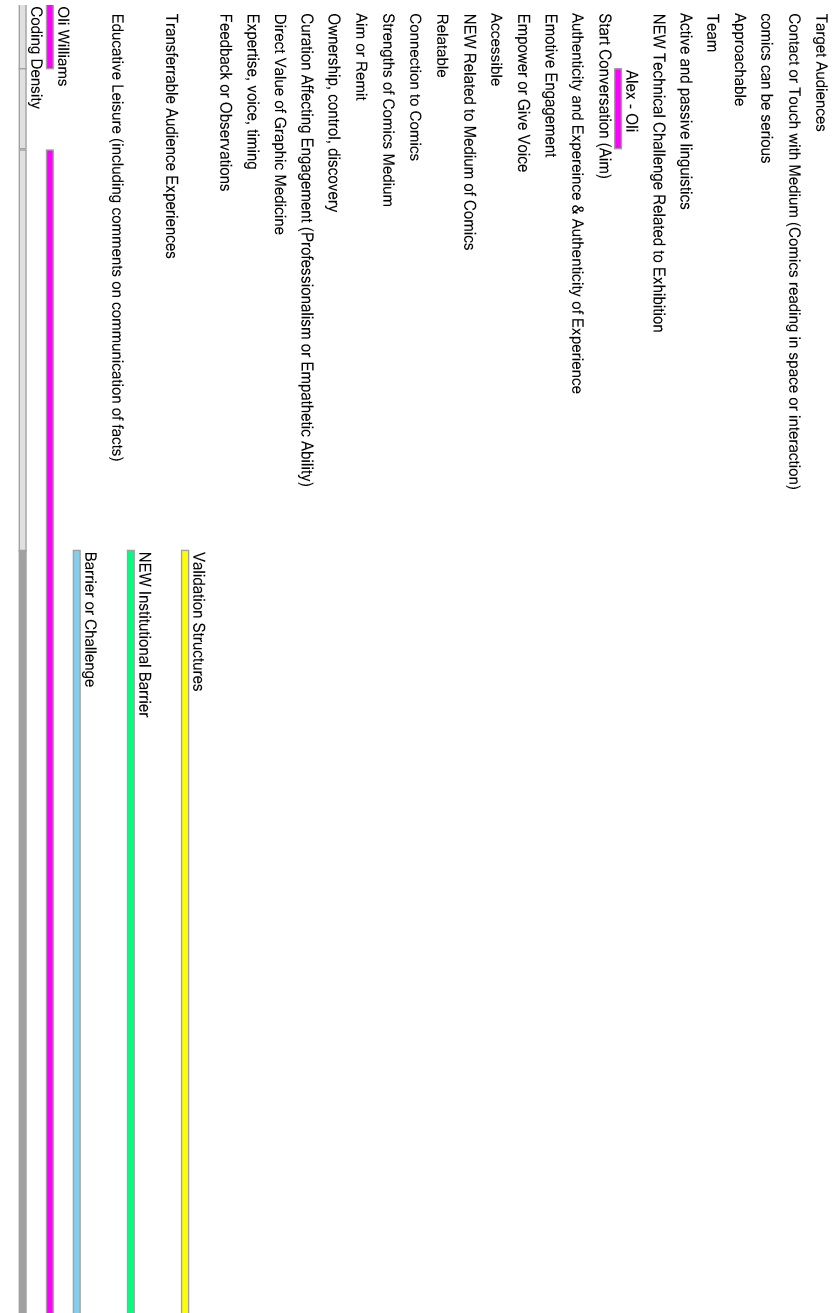 Target Audiences
Contact or Touch with Medium (Comics reading in space or interaction)
comics can be serious
Approachable
Team
Active and passive linguistics
NEW Technical Challenge Related to Exhibition
Alex - Oli
Start Conversation (Aim)
Authenticity and Expereince & Authenticity of Experience
Emotive Engagement
Empower or Give Voice
Accessible
NEW Related to Medium of Comics
Relatable
Connection to Comics
Strengths of Comics Medium
Aim or Remit
Ownership, control, discovery
Curation Affecting Engagement (Professionalism or Empathetic Ability)
Direct Value of Graphic Medicine
Expertise, voice, timing
Feedback or Observations
Validation Structures
Transferrable Audience Experiences
NEW Institutional Barrier
Educative Leisure (including comments on communication of facts)
Barrier or Challenge
Oli Williams
Coding Density